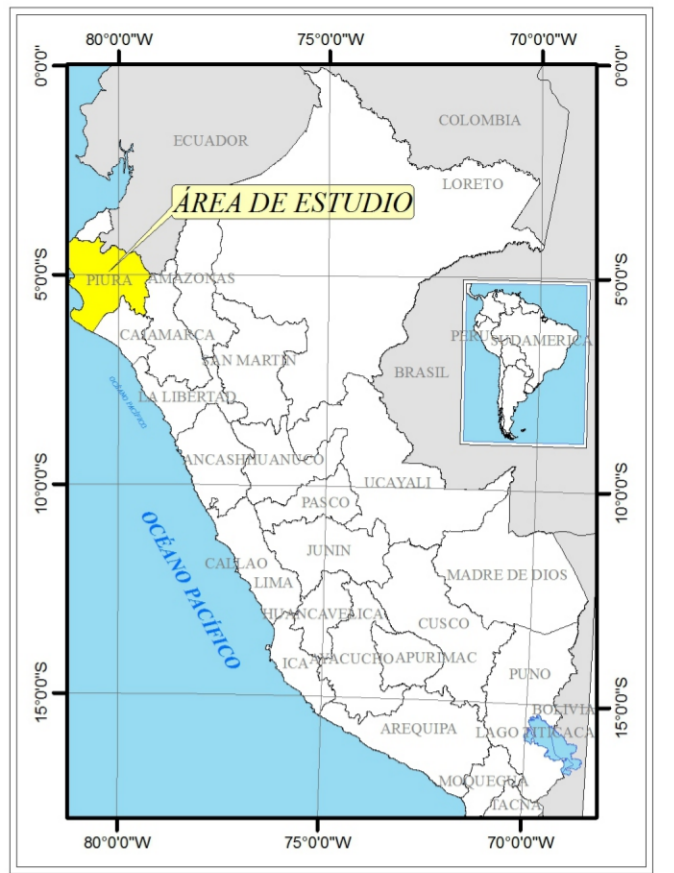 80°0'0"W 75°0'0"W 70°0'0"W
0°0'0" 0°0'0"
COLOMBIA
ECUADOR
LORETO
ÁREA DE ESTUDIO
5°0'0"S PIURA AMAZONAS 5°0'0"S
CAJAMARCA PERU SUDAMERICA
SAN MARTIN
BRASIL
LA LIBERTAD
OCÉANO PACÍFICO
ANCASH HUANUCO
UCAYALI
10°0'0"S 10°0'0"S
PASCO
OCÉANO PACÍFICO
JUNIN
CALLAO
MADRE DE DIOS
LIMA
HUANCAVELICA
CUSCO
ICA AYACUCHO APURIMAC
PUNO
15°0'0"S 15°0'0"S
BOLIVIA
AREQUIPA LAGO TITICACA
MOQUEGUA
TACNA
80°0'0"W 75°0'0"W 70°0'0"W